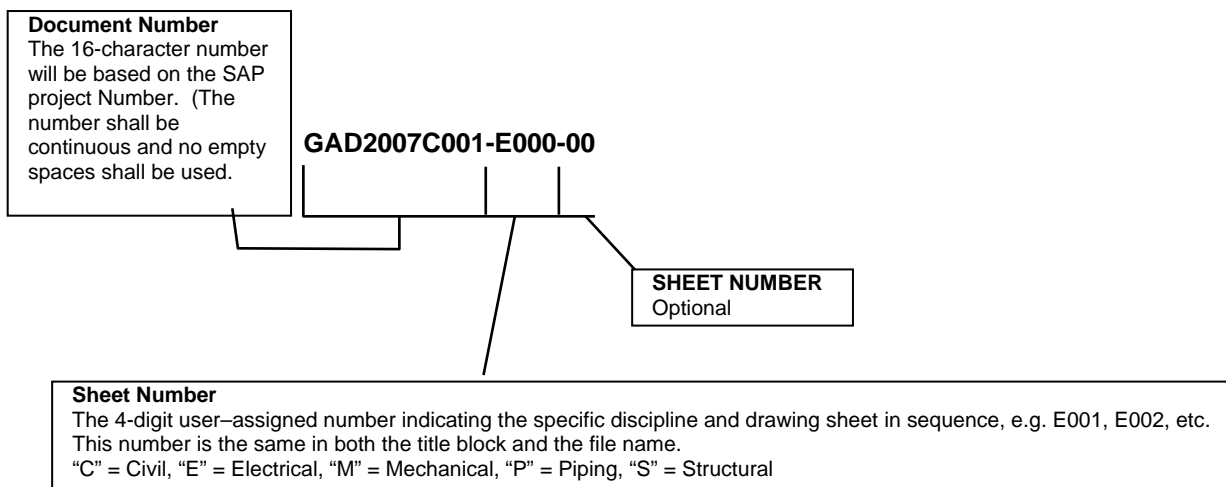 Document Number
The 16-character number
will be based on the SAP
project Number.  (The
number shall be
continuous and no empty
spaces shall be used.
GAD2007C001-E000-00
SHEET NUMBER
Optional
Sheet Number
The 4-digit user–assigned number indicating the specific discipline and drawing sheet in sequence, e.g. E001, E002, etc.
This number is the same in both the title block and the file name.
“C” = Civil, “E” = Electrical, “M” = Mechanical, “P” = Piping, “S” = Structural